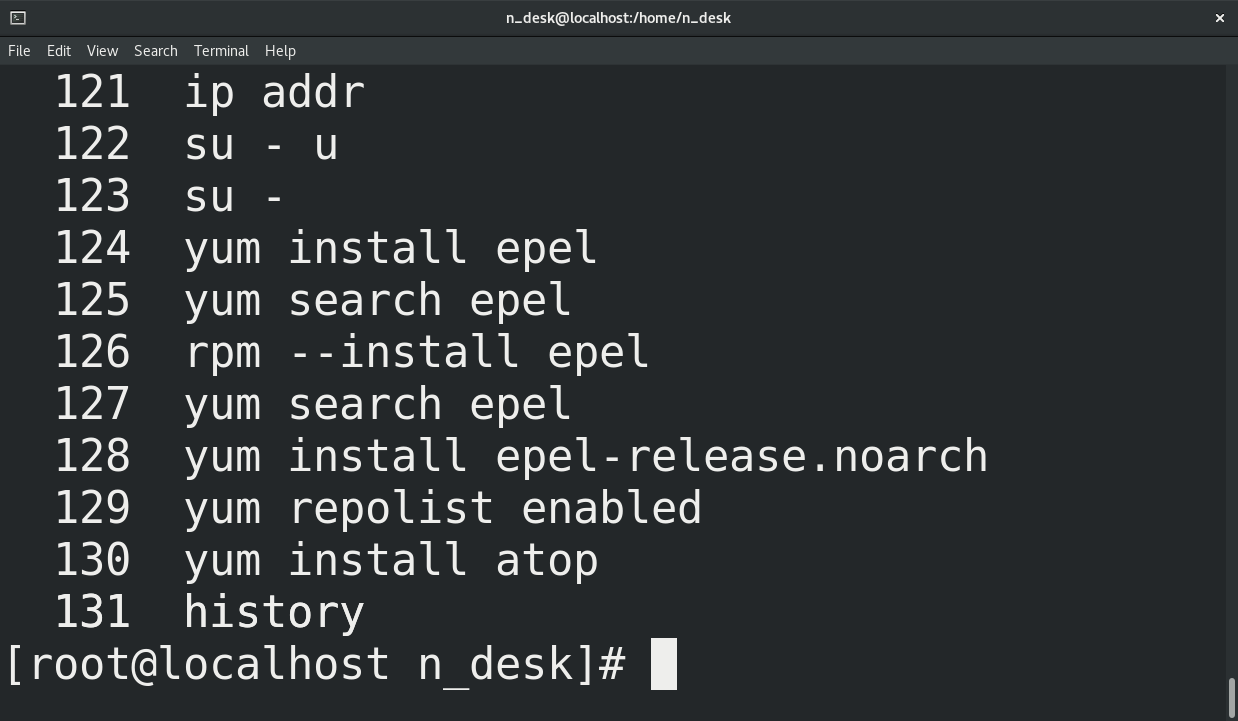 n_desk@localhost:/home/n_desk
File Edit View Search Terminal Help
121 ip addr
122 su - u
123 su -
124 yum install epel
125 yum search epel
126 rpm --install epel
127 yum search epel
128 yum install epel-release.noarch
129 yum repolist enabled
130 yum install atop
131 history
[root@localhost n_desk]#